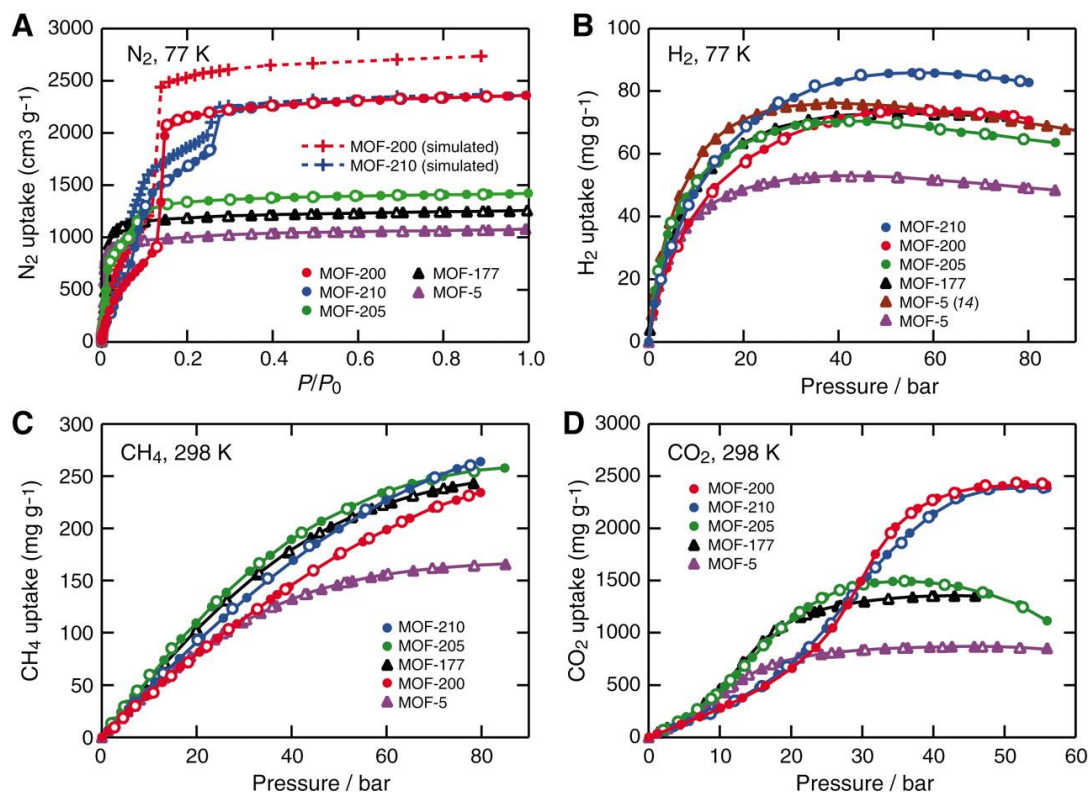 A
N2, 77 K
N2 uptake (cm3 g-1)
3000
2500
2000
1500
1000
500
0
MOF-200 (simulated)
MOF-210 (simulated)
MOF-200
MOF-210
MOF-205
MOF-177
MOF-5
0
0.2
0.4
0.6
0.8
1.0
P/P0
B
H2, 77 K
H2 uptake (mg g-1)
100
80
60
40
20
0
MOF-210
MOF-200
MOF-205
MOF-177
MOF-5 (14)
MOF-5
0
20
40
60
80
Pressure / bar
C
CH4, 298 K
CH4 uptake (mg g-1)
300
250
200
150
100
50
0
MOF-210
MOF-205
MOF-177
MOF-200
MOF-5
0
20
40
60
80
Pressure / bar
D
CO2, 298 K
CO2 uptake (mg g-1)
3000
2500
2000
1500
1000
500
0
MOF-200
MOF-210
MOF-205
MOF-177
MOF-5
0
10
20
30
40
50
60
Pressure / bar